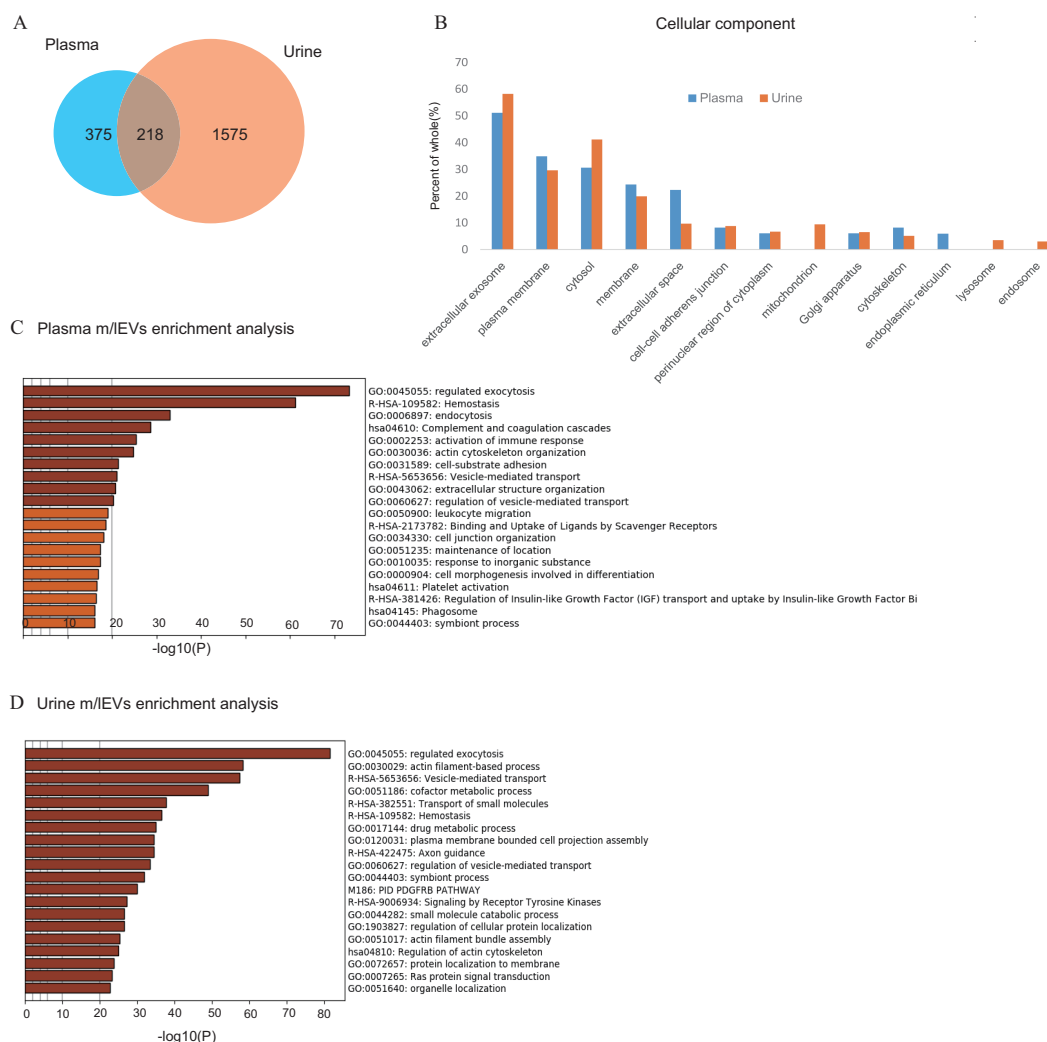 A
Plasma
Urine
375
218
1575
B
Cellular component
Plasma
Urine
Percent of whole(%)
70
60
50
40
30
20
10
0
extracellular exosome
plasma membrane
cytosol
membrane
extracellular space
cell-cell adherens junction
perinuclear region of cytoplasm
mitochondrion
Golgi apparatus
cytoskeleton
endoplasmic reticulum
lysosome
endosome
C Plasma m/lEVs enrichment analysis
GO:0045055: regulated exocytosis
R-HSA-109582: Hemostasis
GO:0006897: endocytosis
hsa04610: Complement and coagulation cascades
GO:0002253: activation of immune response
GO:0030036: actin cytoskeleton organization
GO:0031589: cell-substrate adhesion
R-HSA-5653656: Vesicle-mediated transport
GO:0043062: extracellular structure organization
GO:0060627: regulation of vesicle-mediated transport
GO:0050900: leukocyte migration
R-HSA-2173782: Binding and Uptake of Ligands by Scavenger Receptors
GO:0034330: cell junction organization
GO:0051235: maintenance of location
GO:0010035: response to inorganic substance
GO:0000904: cell morphogenesis involved in differentiation
hsa04611: Platelet activation
R-HSA-381426: Regulation of Insulin-like Growth Factor (IGF) transport and uptake by Insulin-like Growth Factor Bi
hsa04145: Phagosome
GO:0044403: symbiont process
0 10 20 30 40 50 60 70
-log10(P)
D Urine m/lEVs enrichment analysis
GO:0045055: regulated exocytosis
GO:0030029: actin filament-based process
R-HSA-5653656: Vesicle-mediated transport
GO:0051186: cofactor metabolic process
R-HSA-382551: Transport of small molecules
R-HSA-109582: Hemostasis
GO:0017144: drug metabolic process
GO:0120031: plasma membrane bounded cell projection assembly
R-HSA-422475: Axon guidance
GO:0060627: regulation of vesicle-mediated transport
GO:0044403: symbiont process
M186: PID PDGFRB PATHWAY
R-HSA-9006934: Signaling by Receptor Tyrosine Kinases
GO:0044282: small molecule catabolic process
GO:1903827: regulation of cellular protein localization
GO:0051017: actin filament bundle assembly
hsa04810: Regulation of actin cytoskeleton
GO:0072657: protein localization to membrane
GO:0007265: Ras protein signal transduction
GO:0051640: organelle localization
0 10 20 30 40 50 60 70 80
-log10(P)